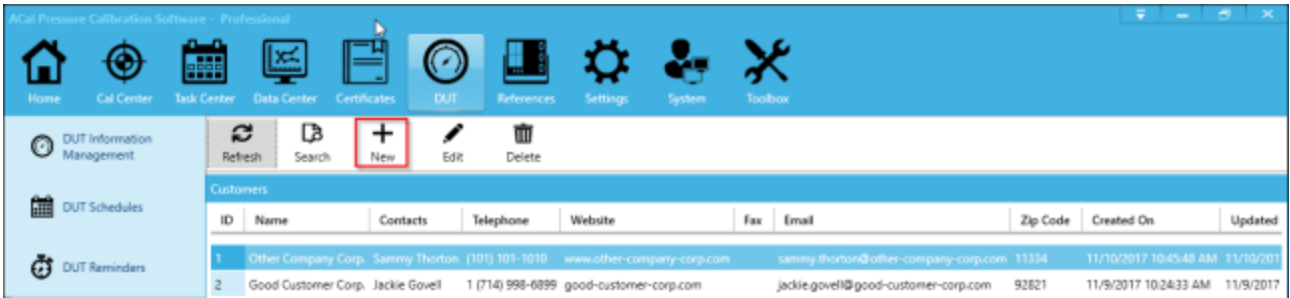 ACal Pressure Calibration Software - Professional
Home Cal Center Task Center Data Center Certificates DUT References Settings System Toolbox
DUT Information
Management
Refresh Search New Edit Delete
Customers
DUT Schedules
ID Name Contacts Telephone Website Fax Email Zip Code Created On Updated
1 Other Company Corp. Sammy Thorton (101) 101-1010 www.other-company-corp.com sammy.thorton@other-company-corp.com 11334 11/10/2017 10:45:48 AM 11/10/201
DUT Reminders
2 Good Customer Corp. Jackie Govell 1 (714) 998-6899 good-customer-corp.com jackie.govell@good-customer-corp.com 92821 11/9/2017 10:24:33 AM 11/9/2017